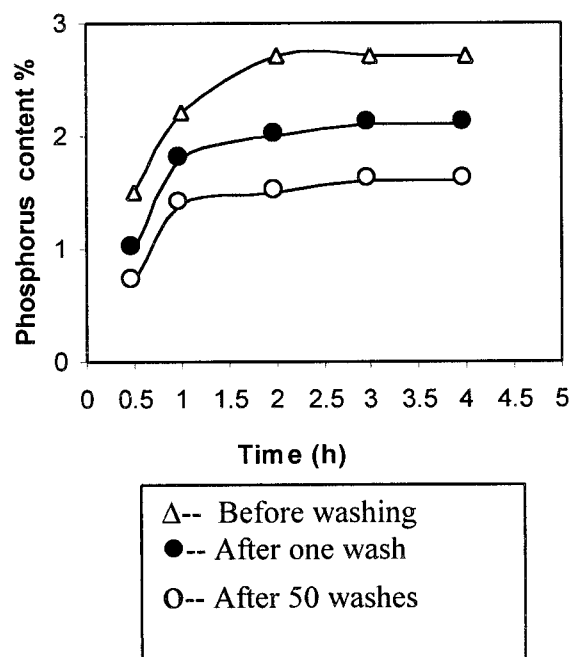 3
2
1
0
Phosphorus content %
0 0.5 1 1.5 2 2.5 3 3.5 4 4.5 5
Time (h)
Δ-- Before washing
●-- After one wash
O-- After 50 washes